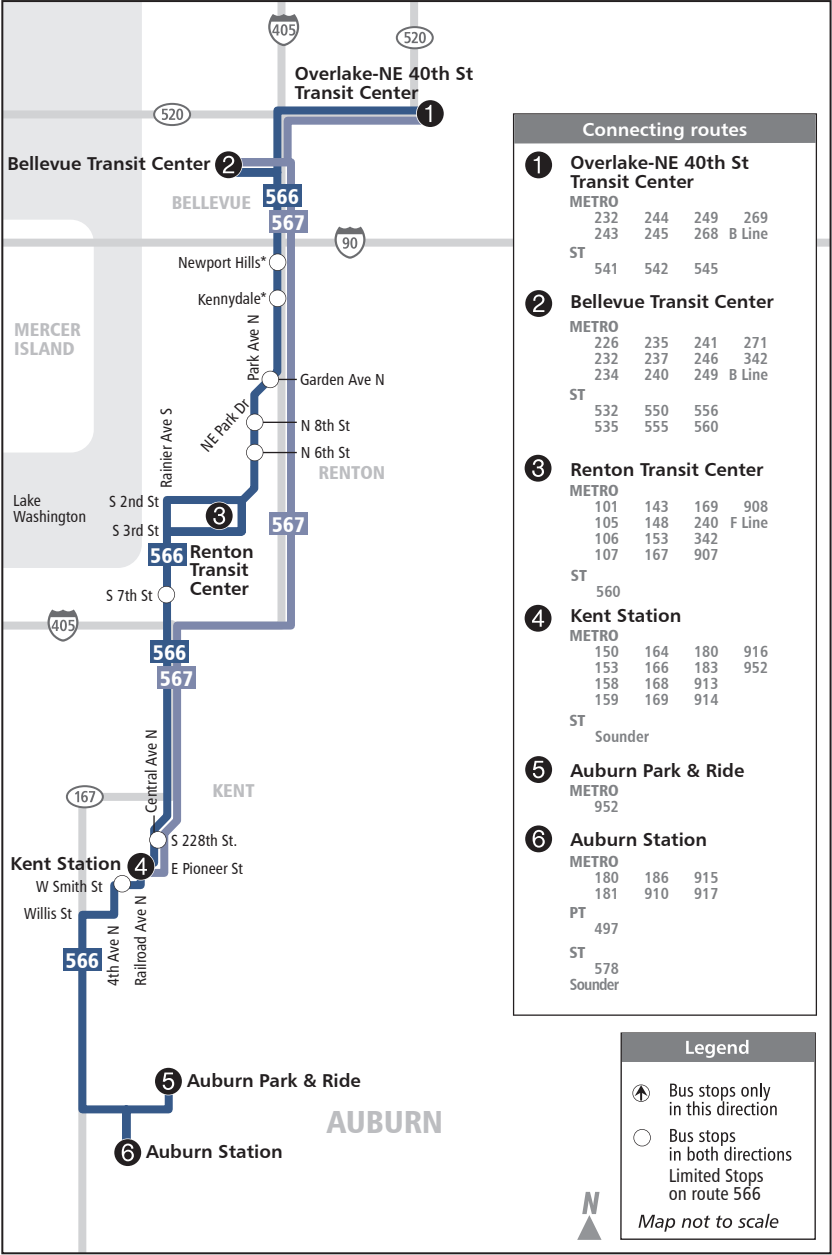 405
520
Overlake-NE 40th St
Transit Center
1
520
Bellevue Transit Center 2
BELLEVUE
566
567
90
Newport Hills*
Kennydale*
MERCER
ISLAND
Park Ave N
Garden Ave N
NE Park Dr
N 8th St
N 6th St
RENTON
Rainier Ave S
Lake
Washington
S 2nd St
3
S 3rd St
567
566
Renton
Transit
Center
S 7th St
405
566
567
Central Ave N
KENT
167
S 228th St.
Kent Station 4
E Pioneer St
W Smith St
Willis St
4th Ave N
Railroad Ave N
566
5 Auburn Park & Ride
AUBURN
6 Auburn Station
N
Connecting routes
1 Overlake-NE 40th St
Transit Center
METRO
232 244 249 269
243 245 268 B Line
ST
541 542 545
2 Bellevue Transit Center
METRO
226 235 241 271
232 237 246 342
234 240 249 B Line
ST
532 550 556
535 555 560
3 Renton Transit Center
METRO
101 143 169 908
105 148 240 F Line
106 153 342
107 167 907
ST
560
4 Kent Station
METRO
150 164 180 916
153 166 183 952
158 168 913
159 169 914
ST
Sounder
5 Auburn Park & Ride
METRO
952
6 Auburn Station
METRO
180 186 915
181 910 917
PT
497
ST
578
Sounder
Legend
Bus stops only
in this direction
Bus stops
in both directions
Limited Stops
on route 566
Map not to scale